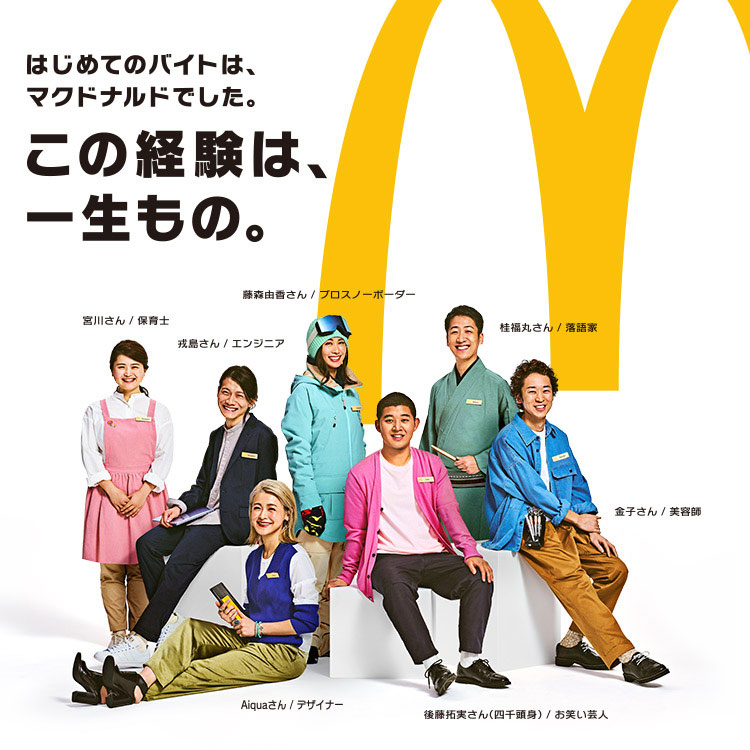 はじめてのバイトは、
マクドナルドでした。
この経験は、
一生もの。
藤森由香さん / プロスノーボーダー
宮川さん / 保育士
戎島さん / エンジニア
桂福丸さん / 落語家
金子さん / 美容師
Aiquaさん / デザイナー
後藤拓実さん(四千頭身) / お笑い芸人